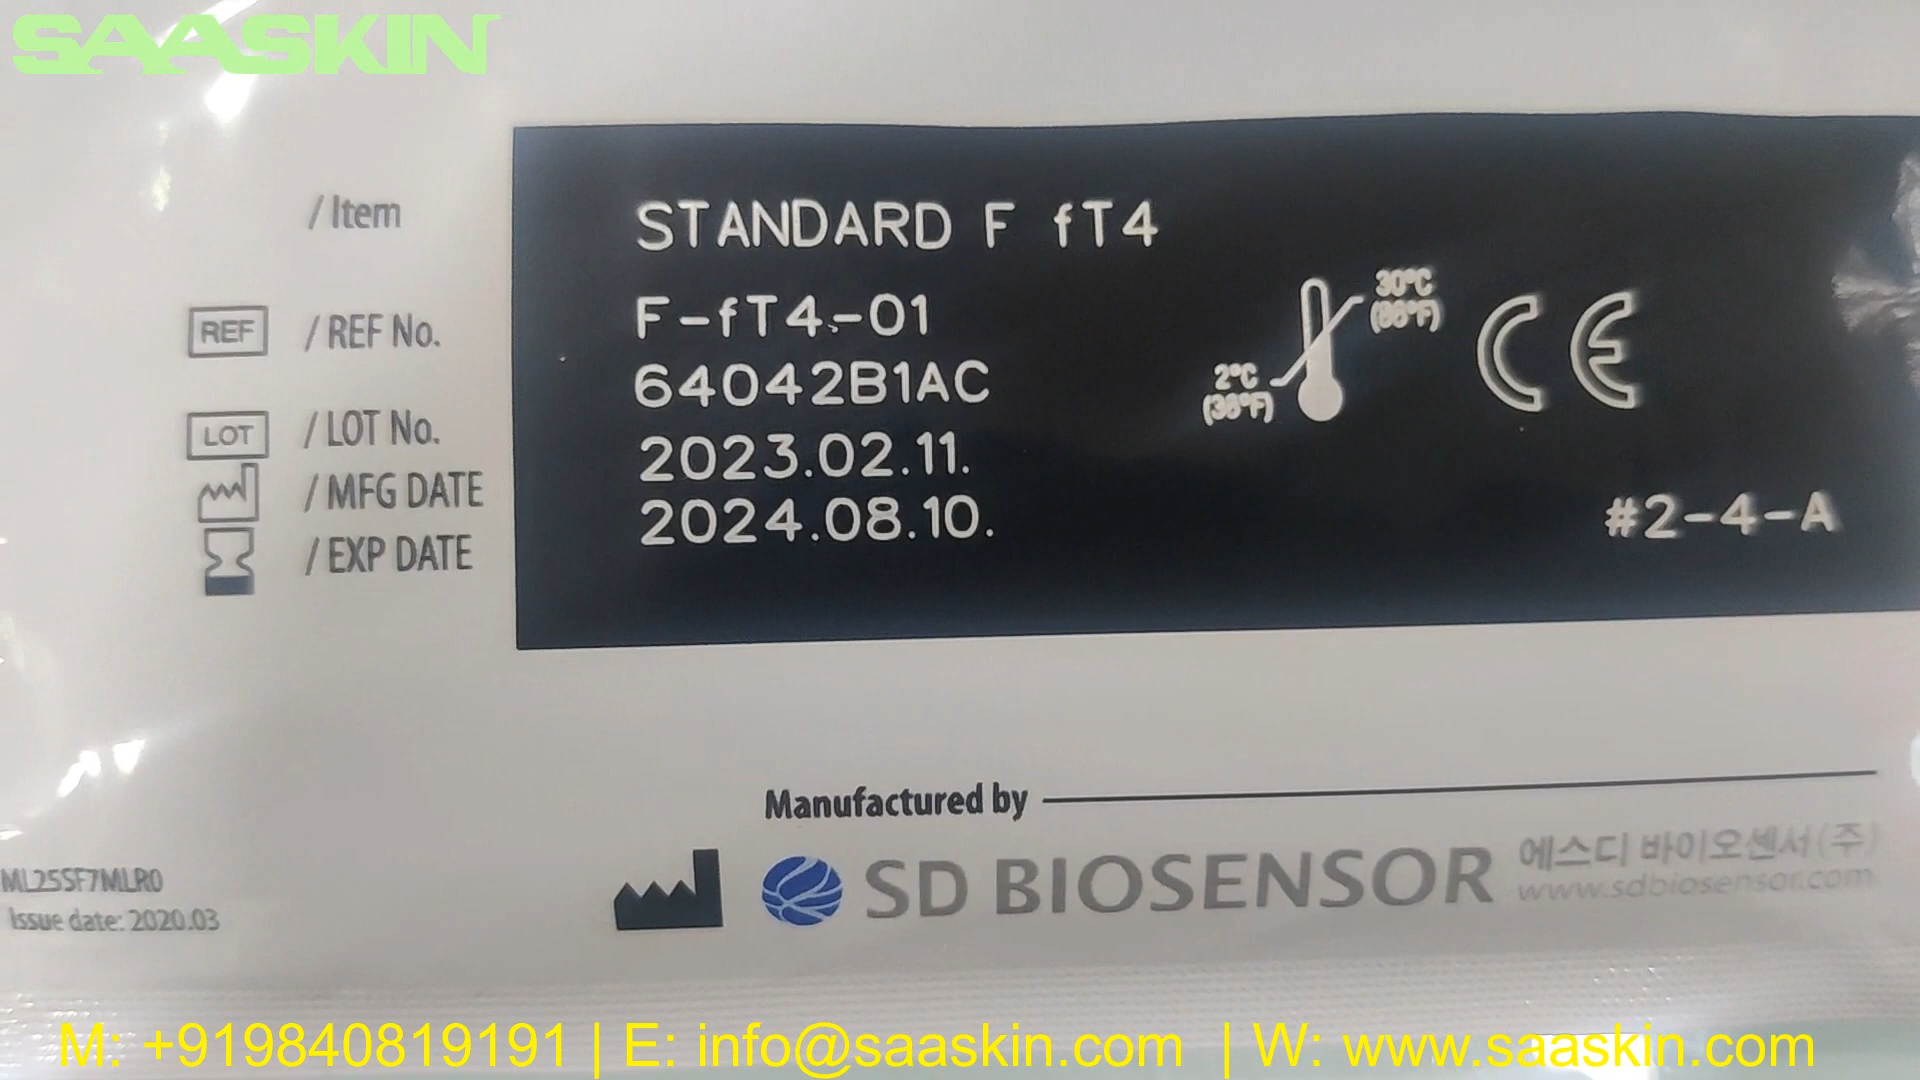 SAASKIN
/ Item
STANDARD F fT4
REF / REF No.
F-fT4-01
LOT / LOT No.
64042B1AC
/ MFG DATE
2023.02.11.
/ EXP DATE
2024.08.10.
30°C
(86°F)
2°C
(36°F)
CE
#2-4-A
Manufactured by
SD BIOSENSOR 에스디 바이오센서(주)
www.sdbiosensor.com
ML25SF7MLR0
Issue date: 2020.03
M: +919840819191 | E: info@saaskin.com | W: www.saaskin.com